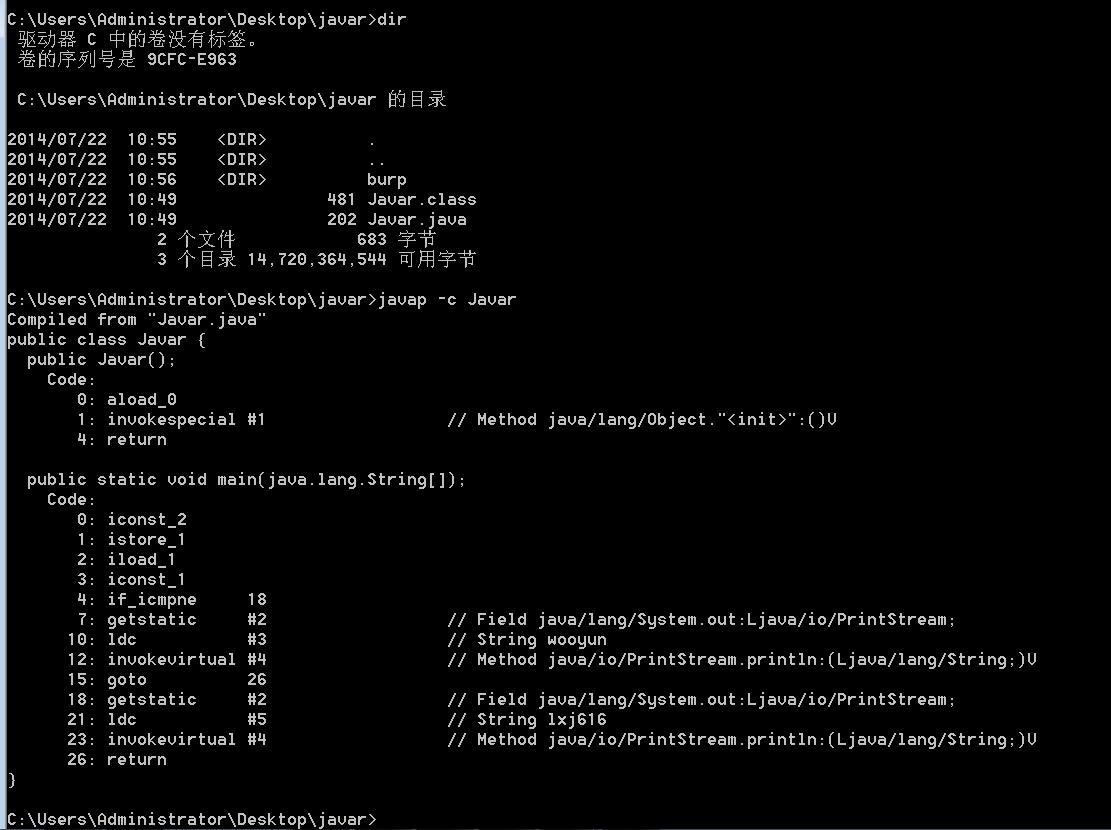 C:\Users\Administrator\Desktop\javar>dir
驱动器 C 中的卷没有标签。
卷的序列号是 9CFC-E963
C:\Users\Administrator\Desktop\javar 的目录
2014/07/22  10:55    <DIR>          .
2014/07/22  10:55    <DIR>          ..
2014/07/22  10:56    <DIR>          burp
2014/07/22  10:49               481 Javar.class
2014/07/22  10:49               202 Javar.java
2 个文件            683 字节
3 个目录 14,720,364,544 可用字节
C:\Users\Administrator\Desktop\javar>javap -c Javar
Compiled from "Javar.java"
public class Javar {
public Javar();
Code:
0: aload_0
1: invokespecial #1                  // Method java/lang/Object."<init>":()V
4: return
public static void main(java.lang.String[]);
Code:
0: iconst_2
1: istore_1
2: iload_1
3: iconst_1
4: if_icmpne     18
7: getstatic     #2                  // Field java/lang/System.out:Ljava/io/PrintStream;
10: ldc           #3                  // String wooyun
12: invokevirtual #4                  // Method java/io/PrintStream.println:(Ljava/lang/String;)V
15: goto          26
18: getstatic     #2                  // Field java/lang/System.out:Ljava/io/PrintStream;
21: ldc           #5                  // String lxj616
23: invokevirtual #4                  // Method java/io/PrintStream.println:(Ljava/lang/String;)V
26: return
}
C:\Users\Administrator\Desktop\javar>